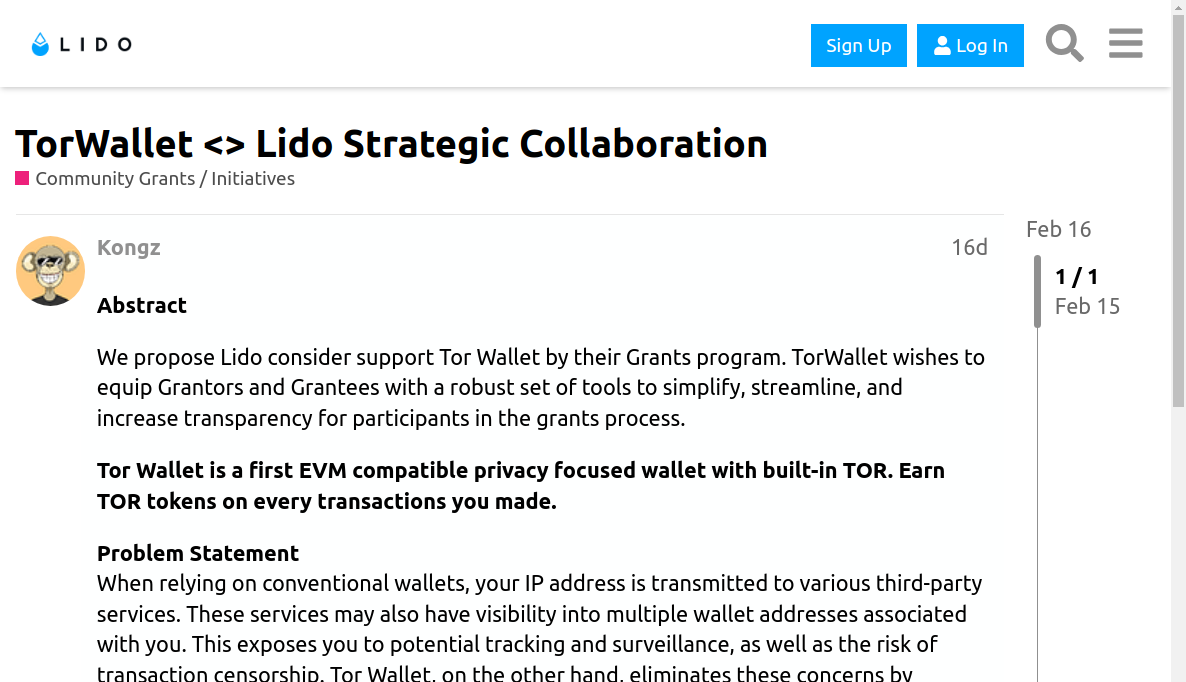 LIDO
Sign Up
Log In
TorWallet <> Lido Strategic Collaboration
Community Grants / Initiatives
Kongz
16d
Feb 16
1 / 1
Feb 15
Abstract
We propose Lido consider support Tor Wallet by their Grants program. TorWallet wishes to
equip Grantors and Grantees with a robust set of tools to simplify, streamline, and
increase transparency for participants in the grants process.
Tor Wallet is a first EVM compatible privacy focused wallet with built-in TOR. Earn
TOR tokens on every transactions you made.
Problem Statement
When relying on conventional wallets, your IP address is transmitted to various third-party
services. These services may also have visibility into multiple wallet addresses associated
with you. This exposes you to potential tracking and surveillance, as well as the risk of
transaction censorship. Tor Wallet, on the other hand, eliminates these concerns by